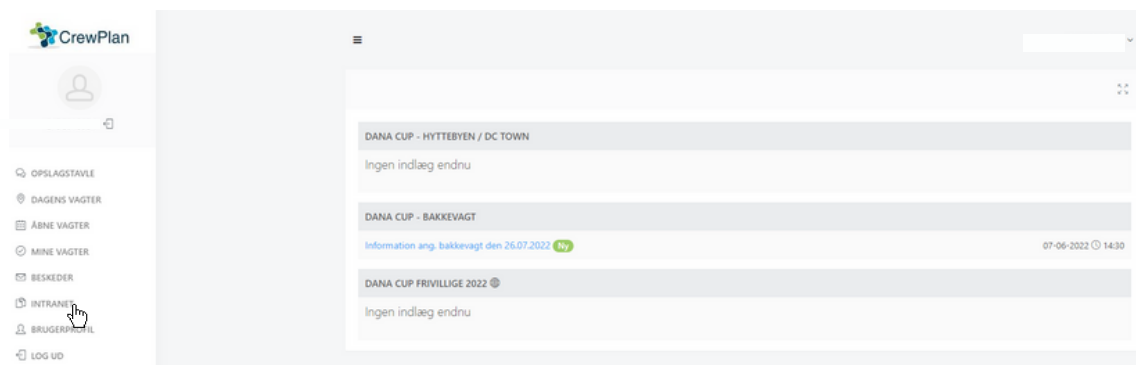 CrewPlan
OPSLAGSTAVLE
DAGENS VAGTER
ÅBNE VAGTER
MINE VAGTER
BESKEDER
INTRANET
BRUGERPROFIL
LOG UD
DANA CUP - HYTTEBYEN / DC TOWN
Ingen indlæg endnu
DANA CUP - BAKKEVAGT
Information ang. bakkevagt den 26.07.2022 Ny 07-06-2022 14:30
DANA CUP FRIVILLIGE 2022
Ingen indlæg endnu